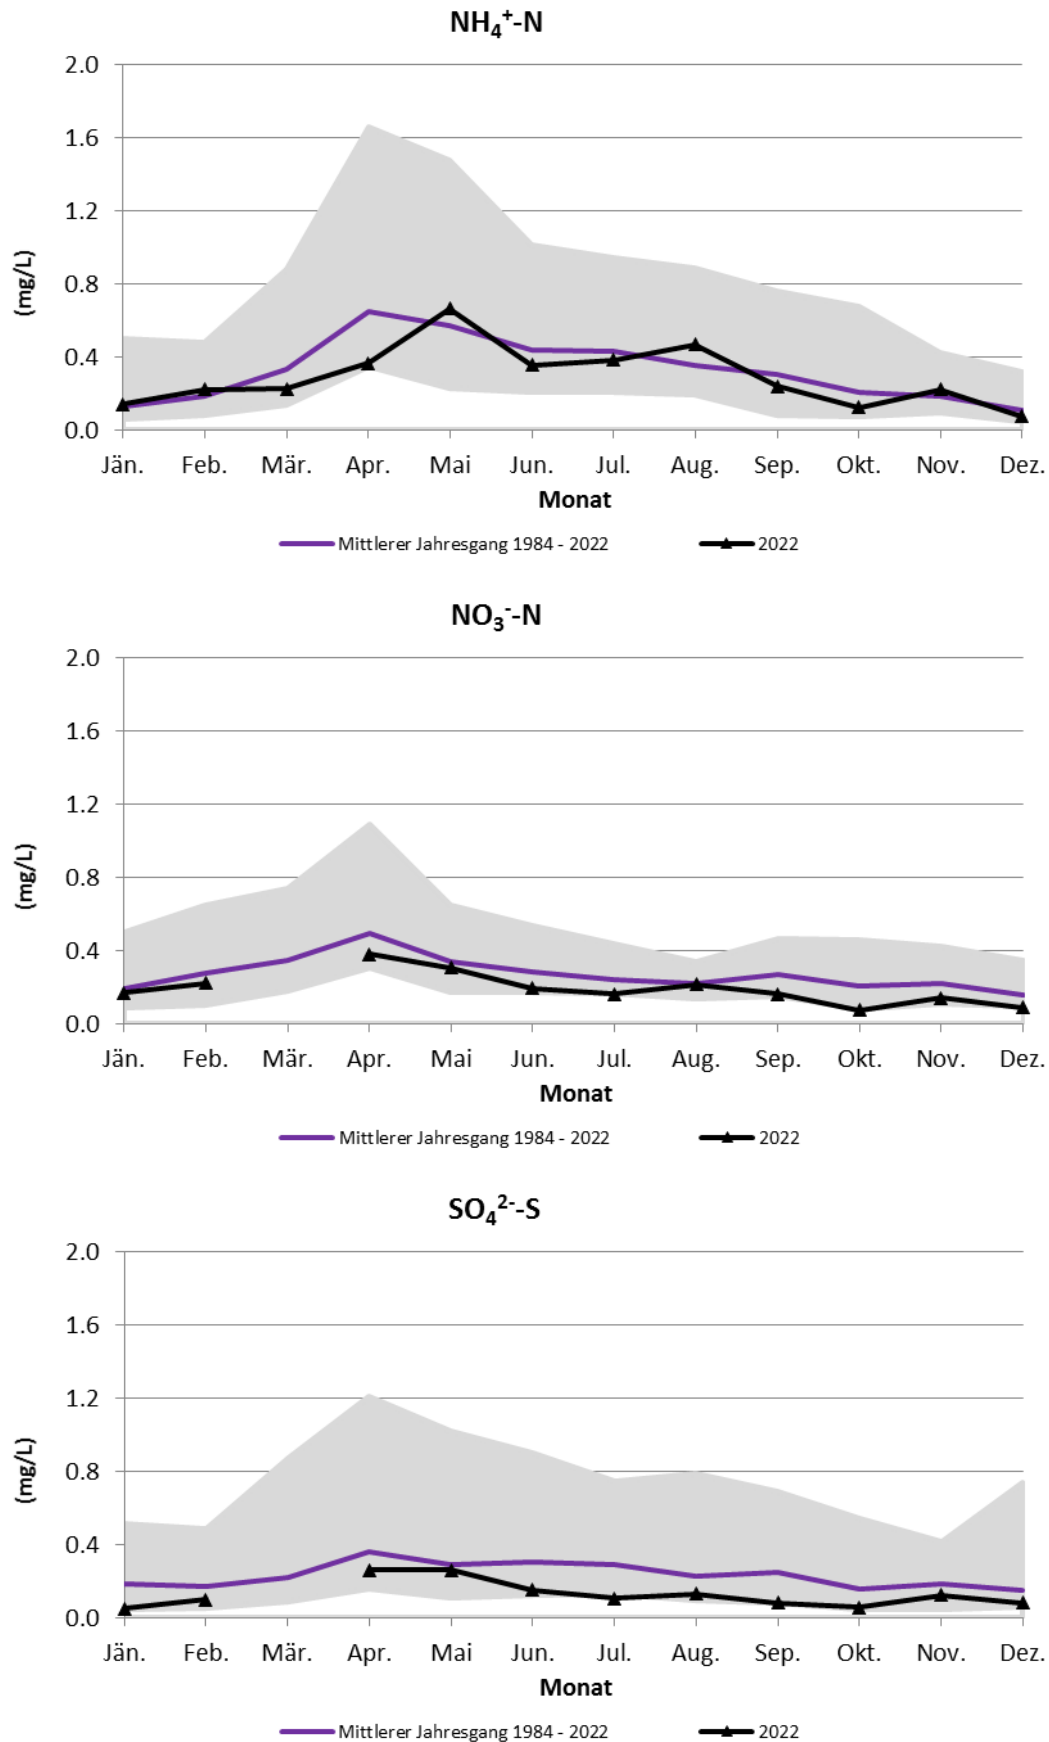 NH₄⁺-N
2.0
1.6
1.2
0.8
0.4
0.0
(mg/L)
Jän. Feb. Mär. Apr. Mai Jun. Jul. Aug. Sep. Okt. Nov. Dez.
Monat
Mittlerer Jahresgang 1984 - 2022 2022
NO₃⁻-N
2.0
1.6
1.2
0.8
0.4
0.0
(mg/L)
Jän. Feb. Mär. Apr. Mai Jun. Jul. Aug. Sep. Okt. Nov. Dez.
Monat
Mittlerer Jahresgang 1984 - 2022 2022
SO₄²⁻-S
2.0
1.6
1.2
0.8
0.4
0.0
(mg/L)
Jän. Feb. Mär. Apr. Mai Jun. Jul. Aug. Sep. Okt. Nov. Dez.
Monat
Mittlerer Jahresgang 1984 - 2022 2022